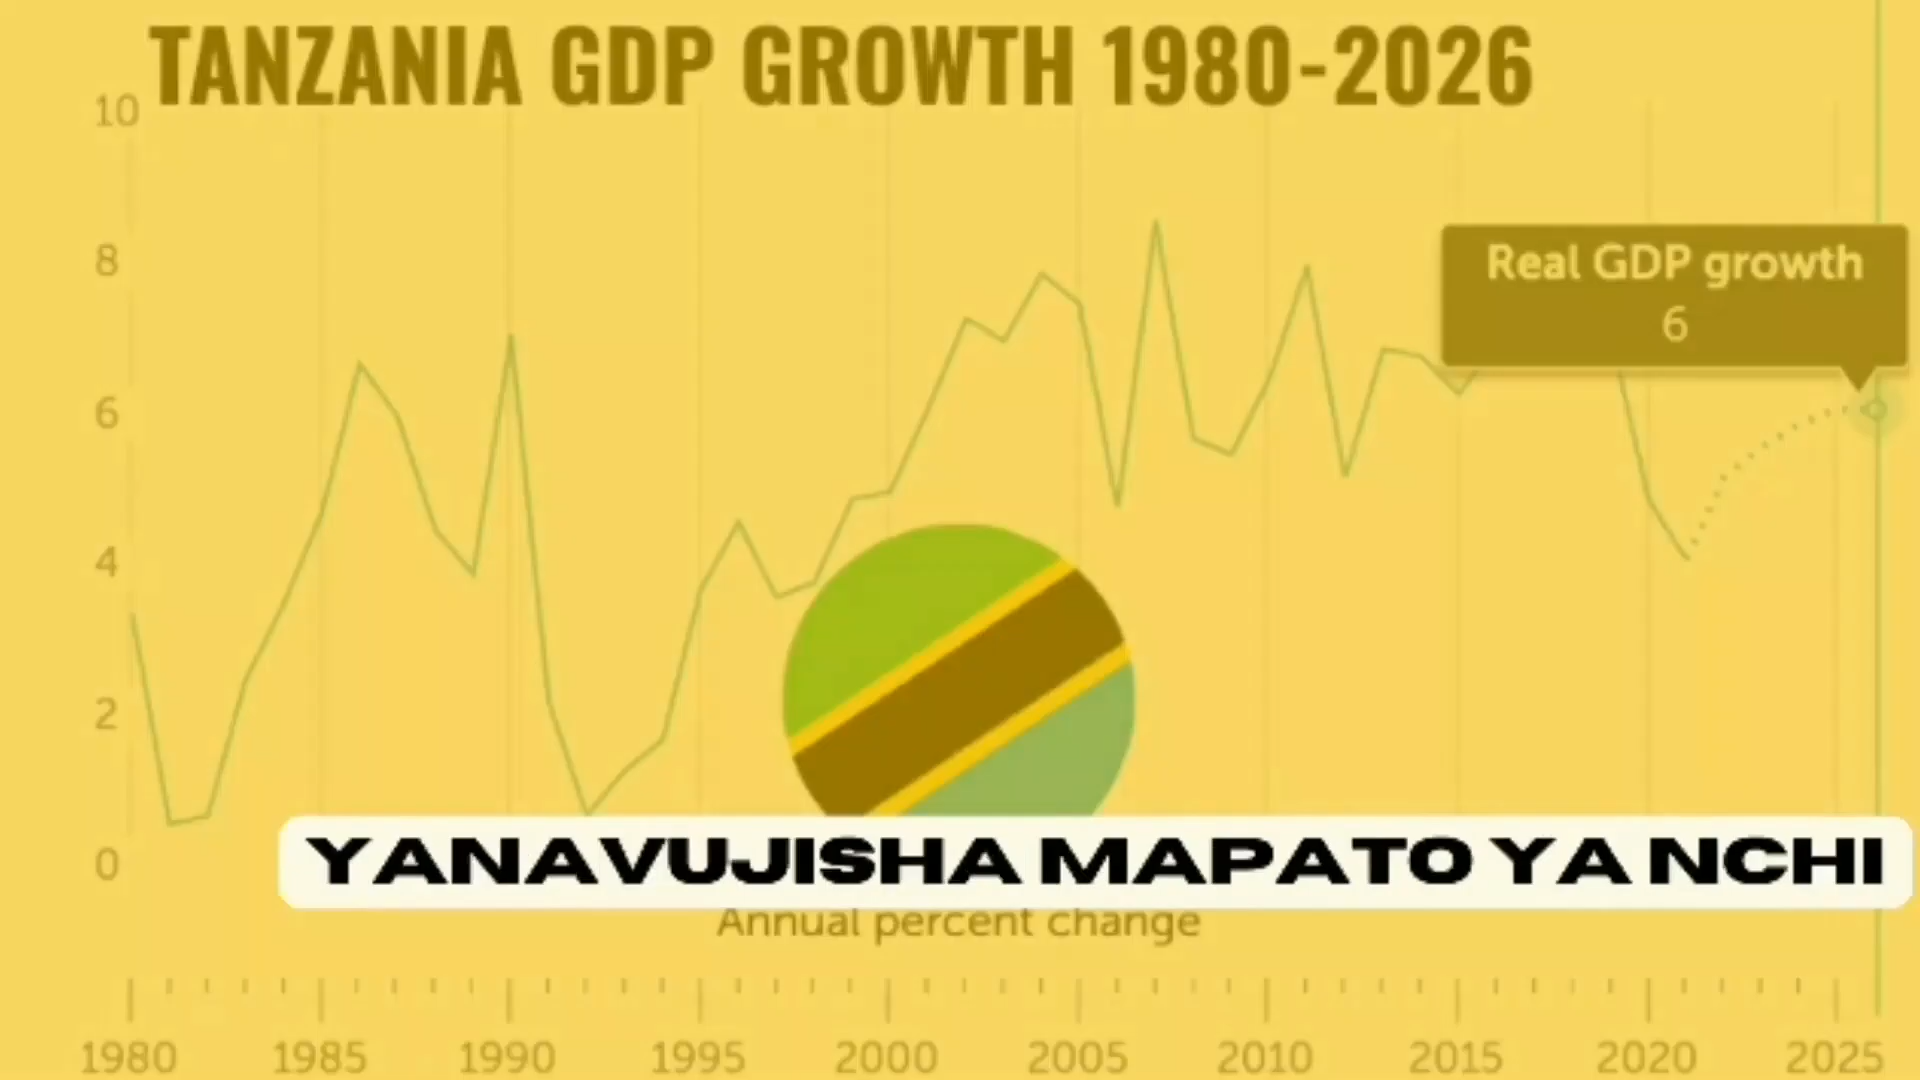 TANZANIA GDP GROWTH 1980-2026
10
8
Real GDP growth
6
6
4
2
0
YANAVUJISHA MAPATO YA NCHI
Annual percent change
1980 1985 1990 1995 2000 2005 2010 2015 2020 2025